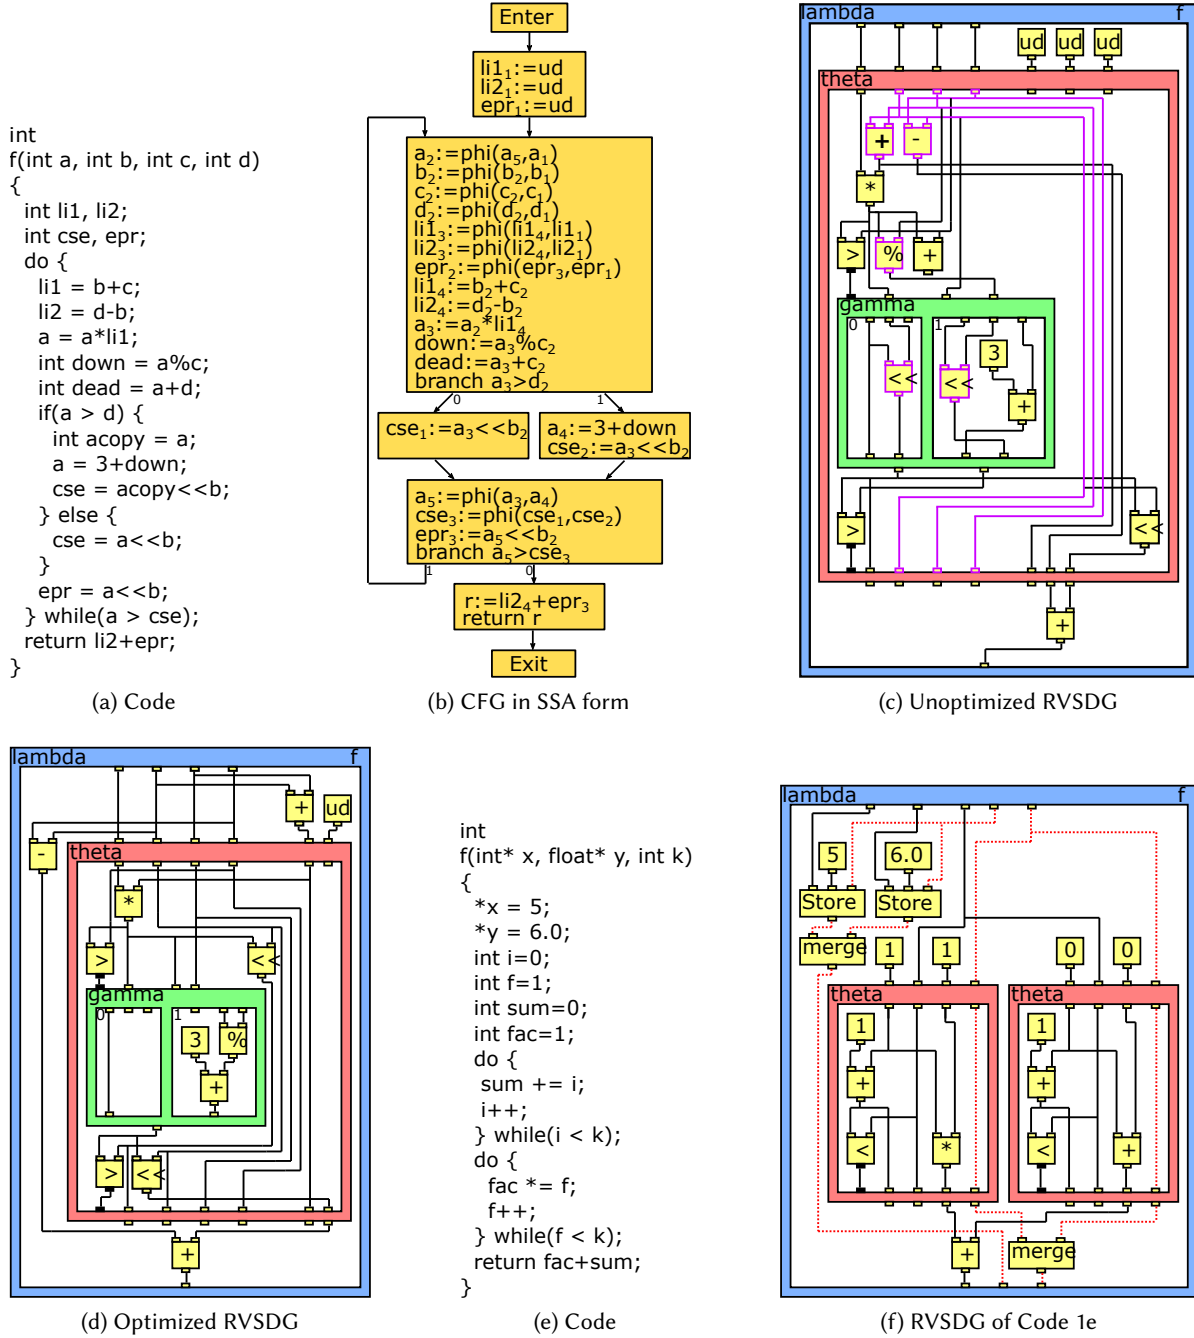 int
f(int a, int b, int c, int d)
{
int li1, li2;
int cse, epr;
do {
li1 = b+c;
li2 = d-b;
a = a*li1;
int down = a%c;
int dead = a+d;
if(a > d) {
int acopy = a;
a = 3+down;
cse = acopy<<b;
} else {
cse = a<<b;
}
epr = a<<b;
} while(a > cse);
return li2+epr;
}
(a) Code
Enter
li1₁:=ud
li2₁:=ud
epr₁:=ud
a₂:=phi(a₅,a₁)
b₂:=phi(b₂,b₁)
c₂:=phi(c₂,c₁)
d₂:=phi(d₂,d₁)
li1₃:=phi(li1₄,li1₁)
li2₃:=phi(li2₄,li2₁)
epr₂:=phi(epr₃,epr₁)
li1₄:=b₂+c₂
li2₄:=d₂-b₂
a₃:=a₂*li1₄
down:=a₃%c₂
dead:=a₃+c₂
branch a₃>d₂
0 1
cse₁:=a₃<<b₂
a₄:=3+down
cse₂:=a₃<<b₂
a₅:=phi(a₃,a₄)
cse₃:=phi(cse₁,cse₂)
epr₃:=a₅<<b₂
branch a₅>cse₃
1 0
r:=li2₄+epr₃
return r
Exit
(b) CFG in SSA form
lambda f
ud ud ud
theta
+ -
*
> % +
gamma
0 1
3
<< <<
+
> <<
+
(c) Unoptimized RVSDG
lambda f
+ ud
-
theta
*
> <<
gamma
0 1
3 %
+
> <<
+
(d) Optimized RVSDG
int
f(int* x, float* y, int k)
{
*x = 5;
*y = 6.0;
int i=0;
int f=1;
int sum=0;
int fac=1;
do {
sum += i;
i++;
} while(i < k);
do {
fac *= f;
f++;
} while(f < k);
return fac+sum;
}
(e) Code
lambda f
5 6.0
Store Store
merge 1 1 0 0
theta theta
1 1
+ +
< * < +
+ merge
(f) RVSDG of Code 1e